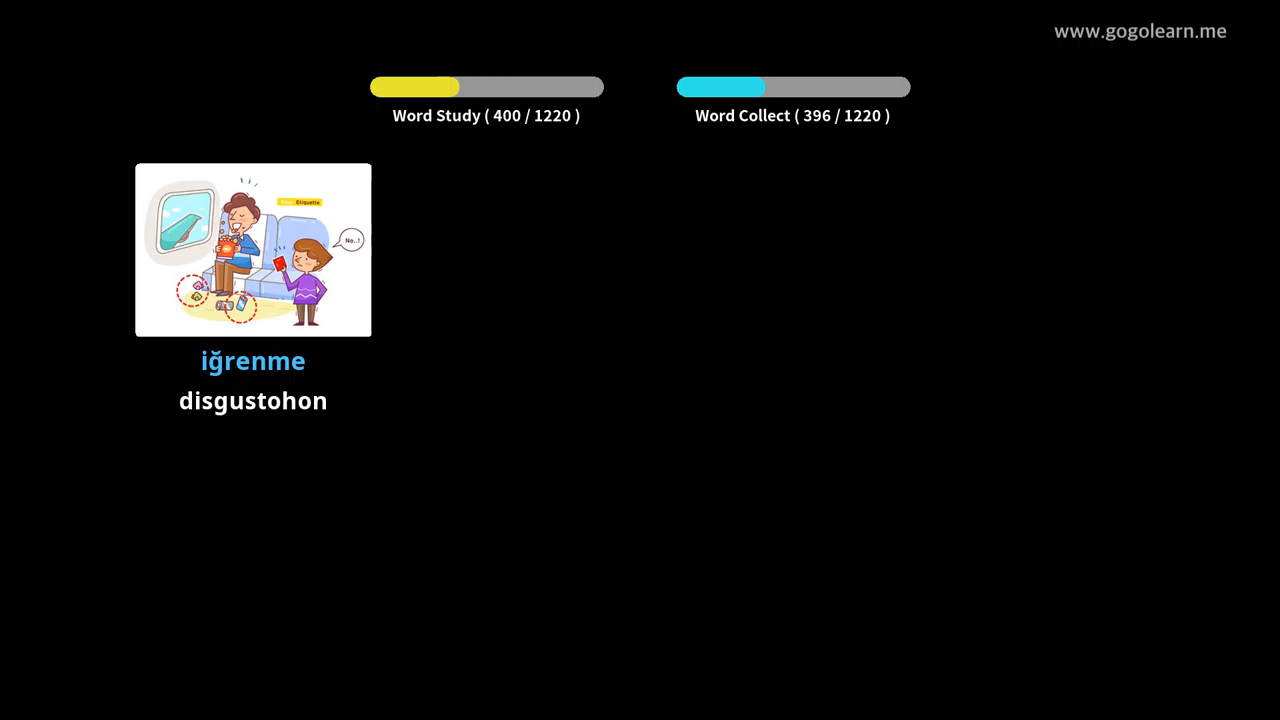 www.gogolearn.me
Word Study ( 400 / 1220 )
Word Collect ( 396 / 1220 )
Etiquette
No..!
iğrenme
disgustohon